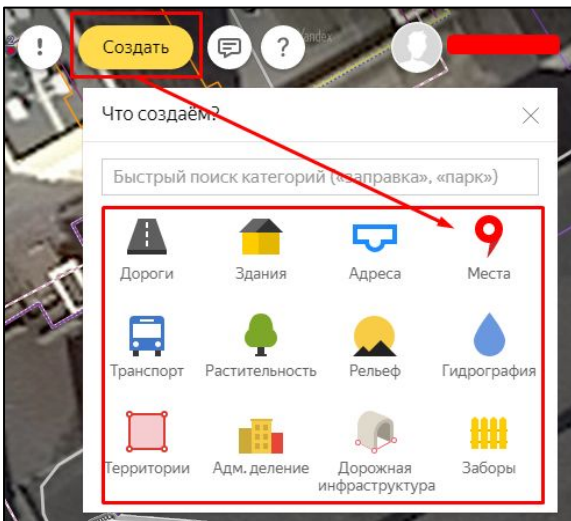 !
Создать
?
Что создаём?
Быстрый поиск категорий («заправка», «парк»)
Дороги
Здания
Адреса
Места
Транспорт
Растительность
Рельеф
Гидрография
Территории
Адм. деление
Дорожная
инфраструктура
Заборы